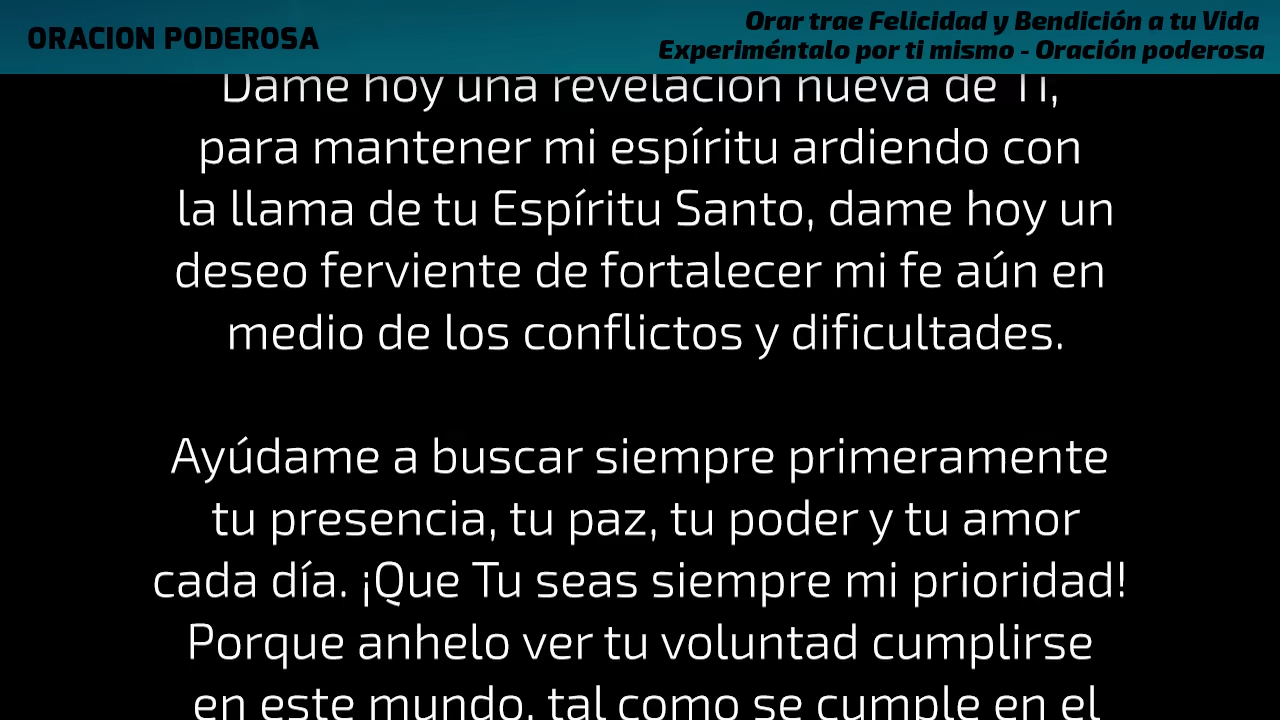 ORACION PODEROSA
Orar trae Felicidad y Bendición a tu Vida
Experiméntalo por ti mismo - Oración poderosa
Dame hoy una revelación nueva de Ti,
para mantener mi espíritu ardiendo con
la llama de tu Espíritu Santo, dame hoy un
deseo ferviente de fortalecer mi fe aún en
medio de los conflictos y dificultades.
Ayúdame a buscar siempre primeramente
tu presencia, tu paz, tu poder y tu amor
cada día. ¡Que Tu seas siempre mi prioridad!
Porque anhelo ver tu voluntad cumplirse
en este mundo, tal como se cumple en el